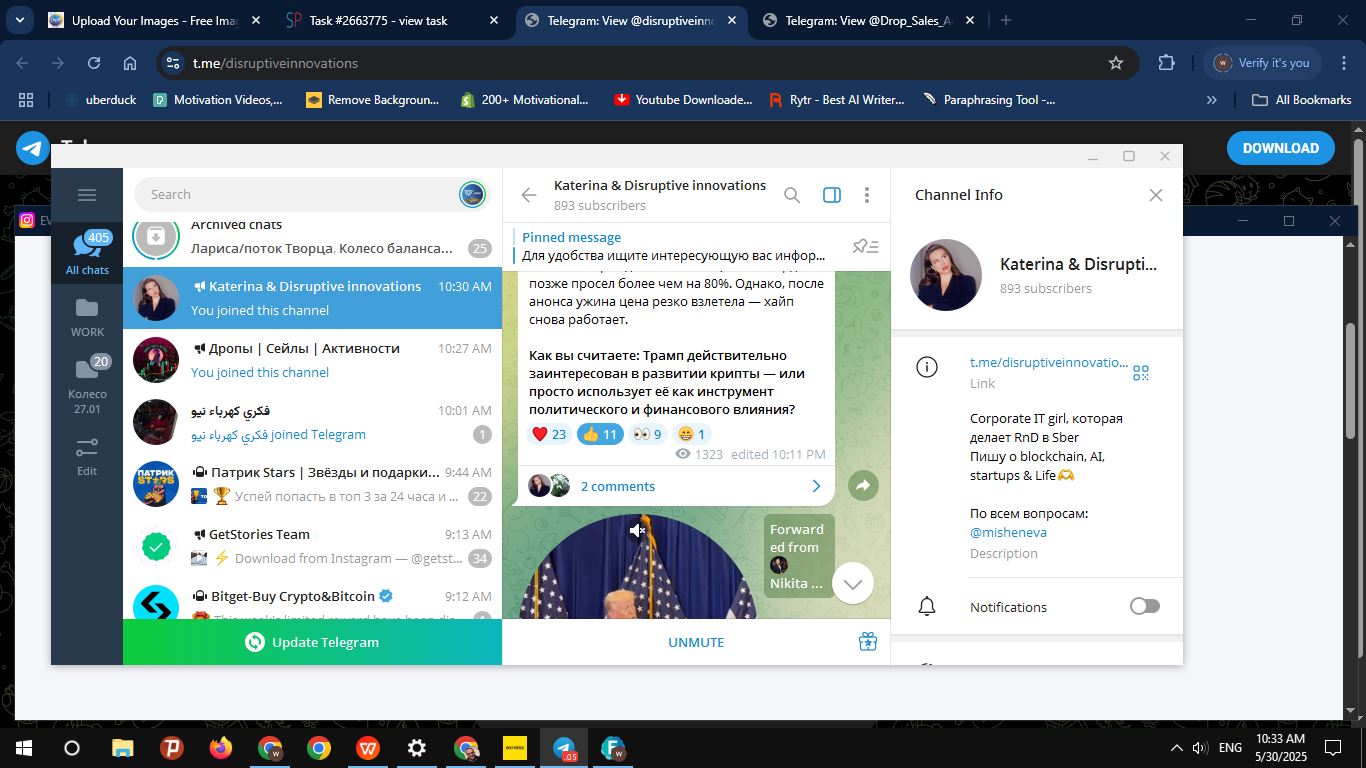 Upload Your Images - Free Ima
Task #2663775 - view task
Telegram: View @disruptiveinno
Telegram: View @Drop_Sales_A
t.me/disruptiveinnovations
Verify it's you
uberduck
Motivation Videos,...
Remove Backgroun...
200+ Motivational...
Youtube Downloade...
Rytr - Best AI Writer...
Paraphrasing Tool -...
All Bookmarks
DOWNLOAD
Search
Katerina & Disruptive innovations
893 subscribers
Channel Info
405
All chats
WORK
20
Колесо
27.01
Edit
Archived chats
Лариса/поток Творца, Колесо баланса...
25
Katerina & Disruptive innovations
10:30 AM
You joined this channel
Дропы | Сейлы | Активности
10:27 AM
You joined this channel
فكري كهرباء نيو
10:01 AM
فكري كهرباء نيو joined Telegram
1
Патрик Stars | Звёзды и подарки...
9:44 AM
Успей попасть в топ 3 за 24 часа и ...
22
GetStories Team
9:13 AM
Download from Instagram — @getst...
34
Bitget-Buy Crypto&Bitcoin
9:12 AM
Update Telegram
Pinned message
Для удобства ищите интересующую вас инфор...
позже просел более чем на 80%. Однако, после
анонса ужина цена резко взлетела — хайп
снова работает.
Как вы считаете: Трамп действительно
заинтересован в развитии крипты — или
просто использует её как инструмент
политического и финансового влияния?
23
11
9
1
1323
edited 10:11 PM
2 comments
Forward
ed from
Nikita ...
UNMUTE
Katerina & Disrupti...
893 subscribers
t.me/disruptiveinnovatio...
Link
Corporate IT girl, которая
делает RnD в Sber
Пишу о blockchain, AI,
startups & Life
По всем вопросам:
@misheneva
Description
Notifications
ENG
10:33 AM
5/30/2025